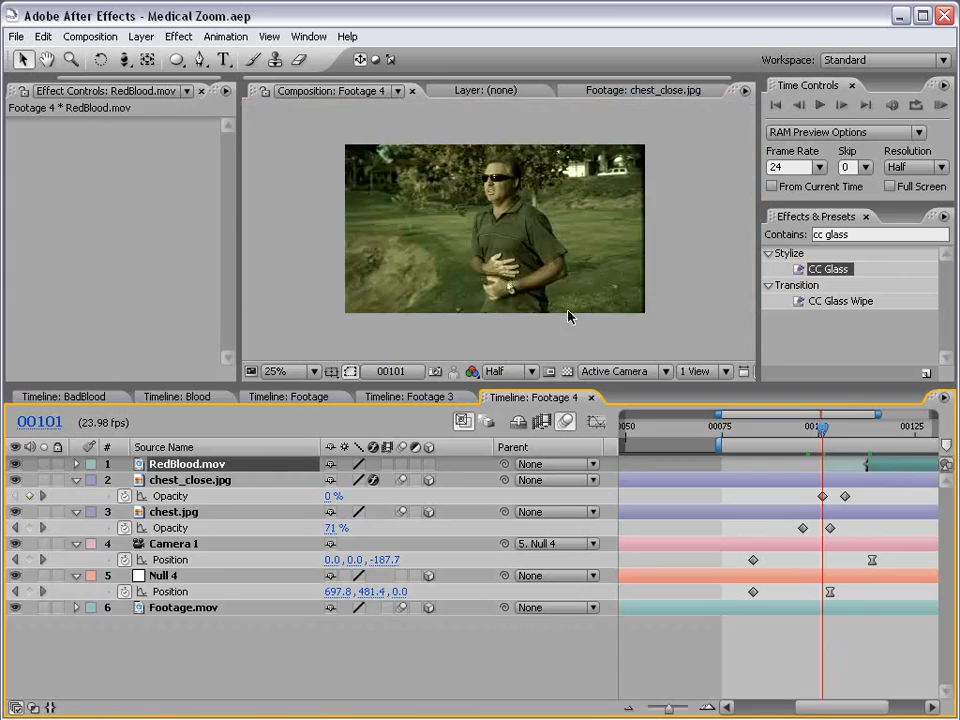 Adobe After Effects - Medical Zoom.aep
File Edit Composition Layer Effect Animation View Window Help
Workspace: Standard
Effect Controls: RedBlood.mov
Composition: Footage 4
Layer: (none)
Footage: chest_close.jpg
Time Controls
Footage 4 * RedBlood.mov
RAM Preview Options
Frame Rate Skip Resolution
24 0 Half
From Current Time Full Screen
Effects & Presets
Contains: cc glass
Stylize
CC Glass
Transition
CC Glass Wipe
25% 00101 Half Active Camera 1 View
Timeline: BadBlood Timeline: Blood Timeline: Footage Timeline: Footage 3 Timeline: Footage 4
00101 (23.98 fps)
0050 00075 00125
# Source Name Parent
1 RedBlood.mov None
2 chest_close.jpg None
Opacity 0 %
3 chest.jpg None
Opacity 71 %
4 Camera 1 5. Null 4
Position 0.0, 0.0, -187.7
5 Null 4 None
Position 697.8, 481.4, 0.0
6 Footage.mov None